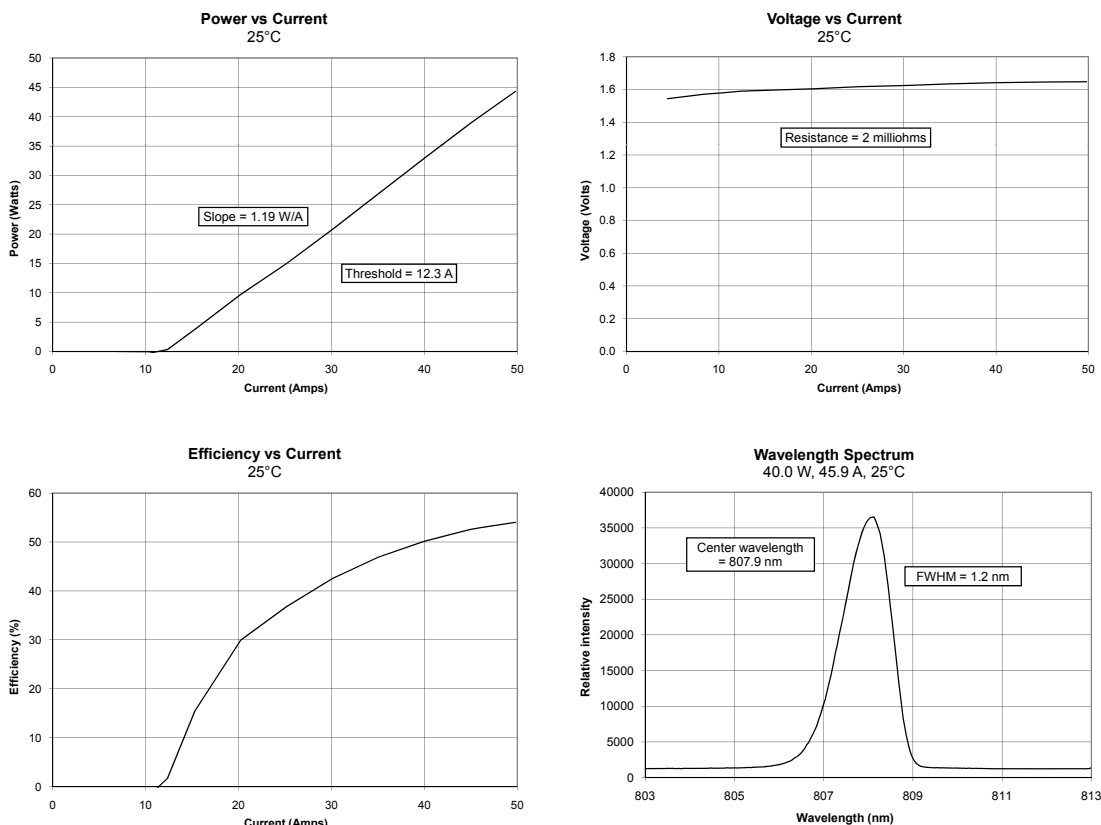 Power vs Current
25°C
Power (Watts)
50
45
40
35
30
25
20
15
10
5
0
Slope = 1.19 W/A
Threshold = 12.3 A
0 10 20 30 40 50
Current (Amps)
Voltage vs Current
25°C
Voltage (Volts)
1.8
1.6
1.4
1.2
1.0
0.8
0.6
0.4
0.2
0.0
Resistance = 2 milliohms
0 10 20 30 40 50
Current (Amps)
Efficiency vs Current
25°C
Efficiency (%)
60
50
40
30
20
10
0
0 10 20 30 40 50
Current (Amps)
Wavelength Spectrum
40.0 W, 45.9 A, 25°C
Relative intensity
40000
35000
30000
25000
20000
15000
10000
5000
0
Center wavelength
= 807.9 nm
FWHM = 1.2 nm
803 805 807 809 811 813
Wavelength (nm)